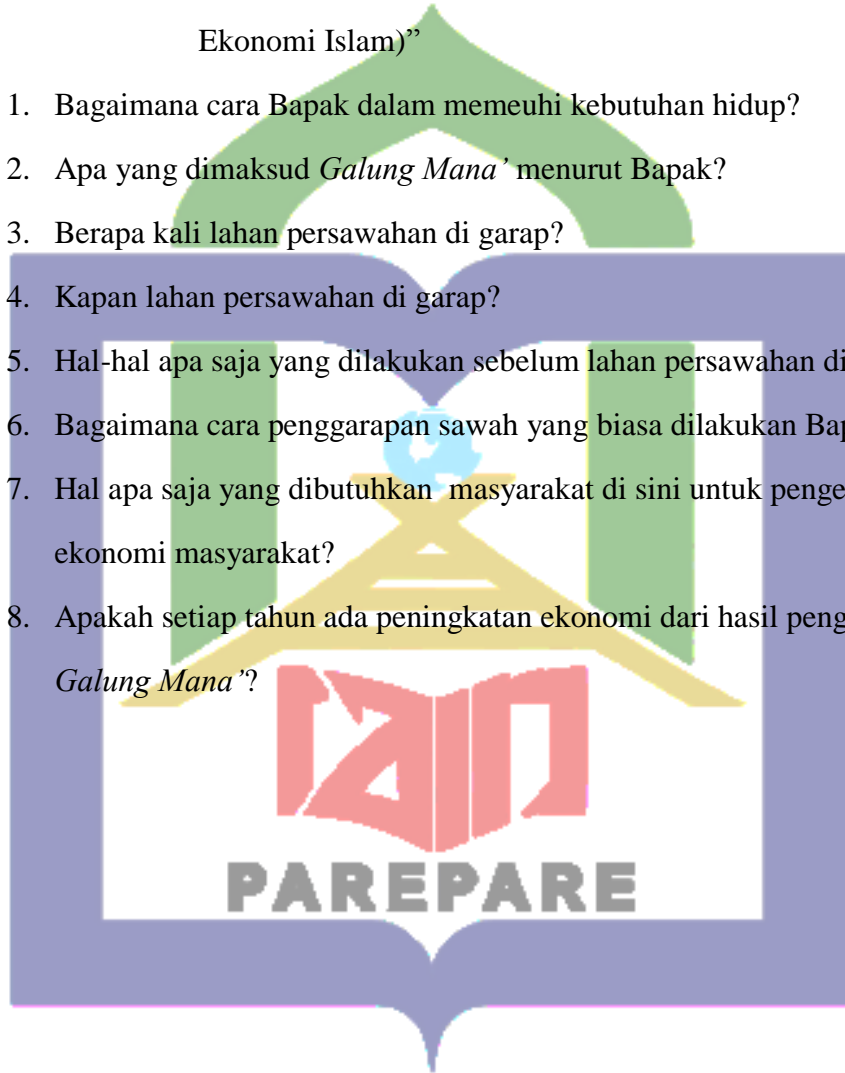 Ekonomi Islam)”
1. Bagaimana cara Bapak dalam memeuhi kebutuhan hidup?
2. Apa yang dimaksud Galung Mana’ menurut Bapak?
3. Berapa kali lahan persawahan di garap?
4. Kapan lahan persawahan di garap?
5. Hal-hal apa saja yang dilakukan sebelum lahan persawahan di
6. Bagaimana cara penggarapan sawah yang biasa dilakukan
7. Hal apa saja yang dibutuhkan masyarakat di sini untuk
ekonomi masyarakat?
8. Apakah setiap tahun ada peningkatan ekonomi dari hasil
Galung Mana’?
IAIN
PAREPARE